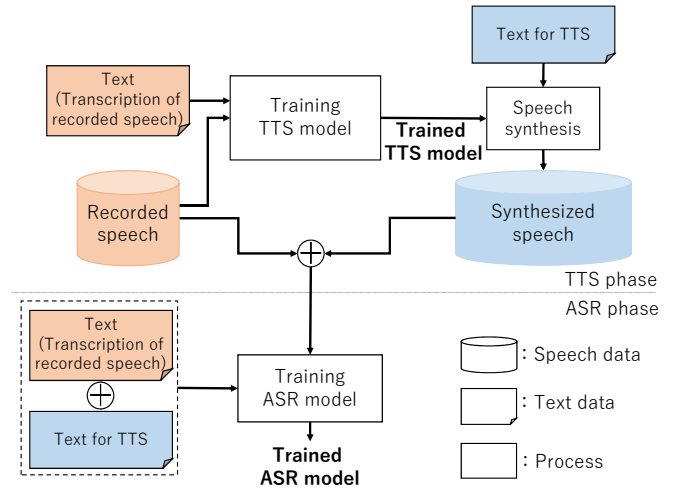 Text for TTS
Text
(Transcription of
recorded speech)
Training
TTS model
Trained
TTS model
Speech
synthesis
Recorded
speech
Synthesized
speech
TTS phase
ASR phase
Text
(Transcription of
recorded speech)
Text for TTS
Training
ASR model
Trained
ASR model
: Speech data
: Text data
: Process